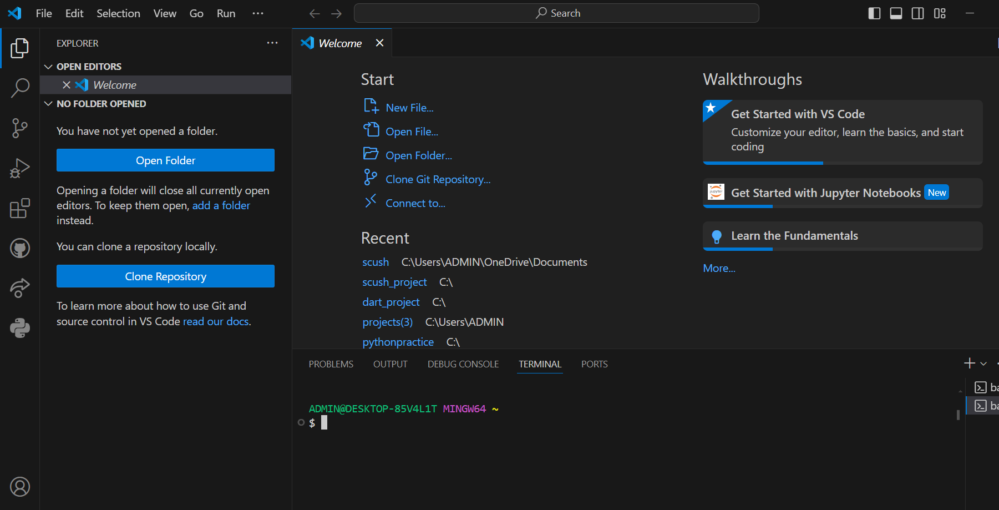 File Edit Selection View Go Run ··· Search
EXPLORER ···
OPEN EDITORS
Welcome
NO FOLDER OPENED
You have not yet opened a folder.
Open Folder
Opening a folder will close all currently open
editors. To keep them open, add a folder
instead.
You can clone a repository locally.
Clone Repository
To learn more about how to use Git and
source control in VS Code read our docs.
Welcome
Start
New File...
Open File...
Open Folder...
Clone Git Repository...
Connect to...
Recent
scush C:\Users\ADMIN\OneDrive\Documents
scush_project C:\
dart_project C:\
projects(3) C:\Users\ADMIN
pythonpractice C:\
Walkthroughs
Get Started with VS Code
Customize your editor, learn the basics, and start
coding
jupyter
Get Started with Jupyter Notebooks New
Learn the Fundamentals
More...
PROBLEMS OUTPUT DEBUG CONSOLE TERMINAL PORTS
ADMIN@DESKTOP-85V4L1T MINGW64 ~
$